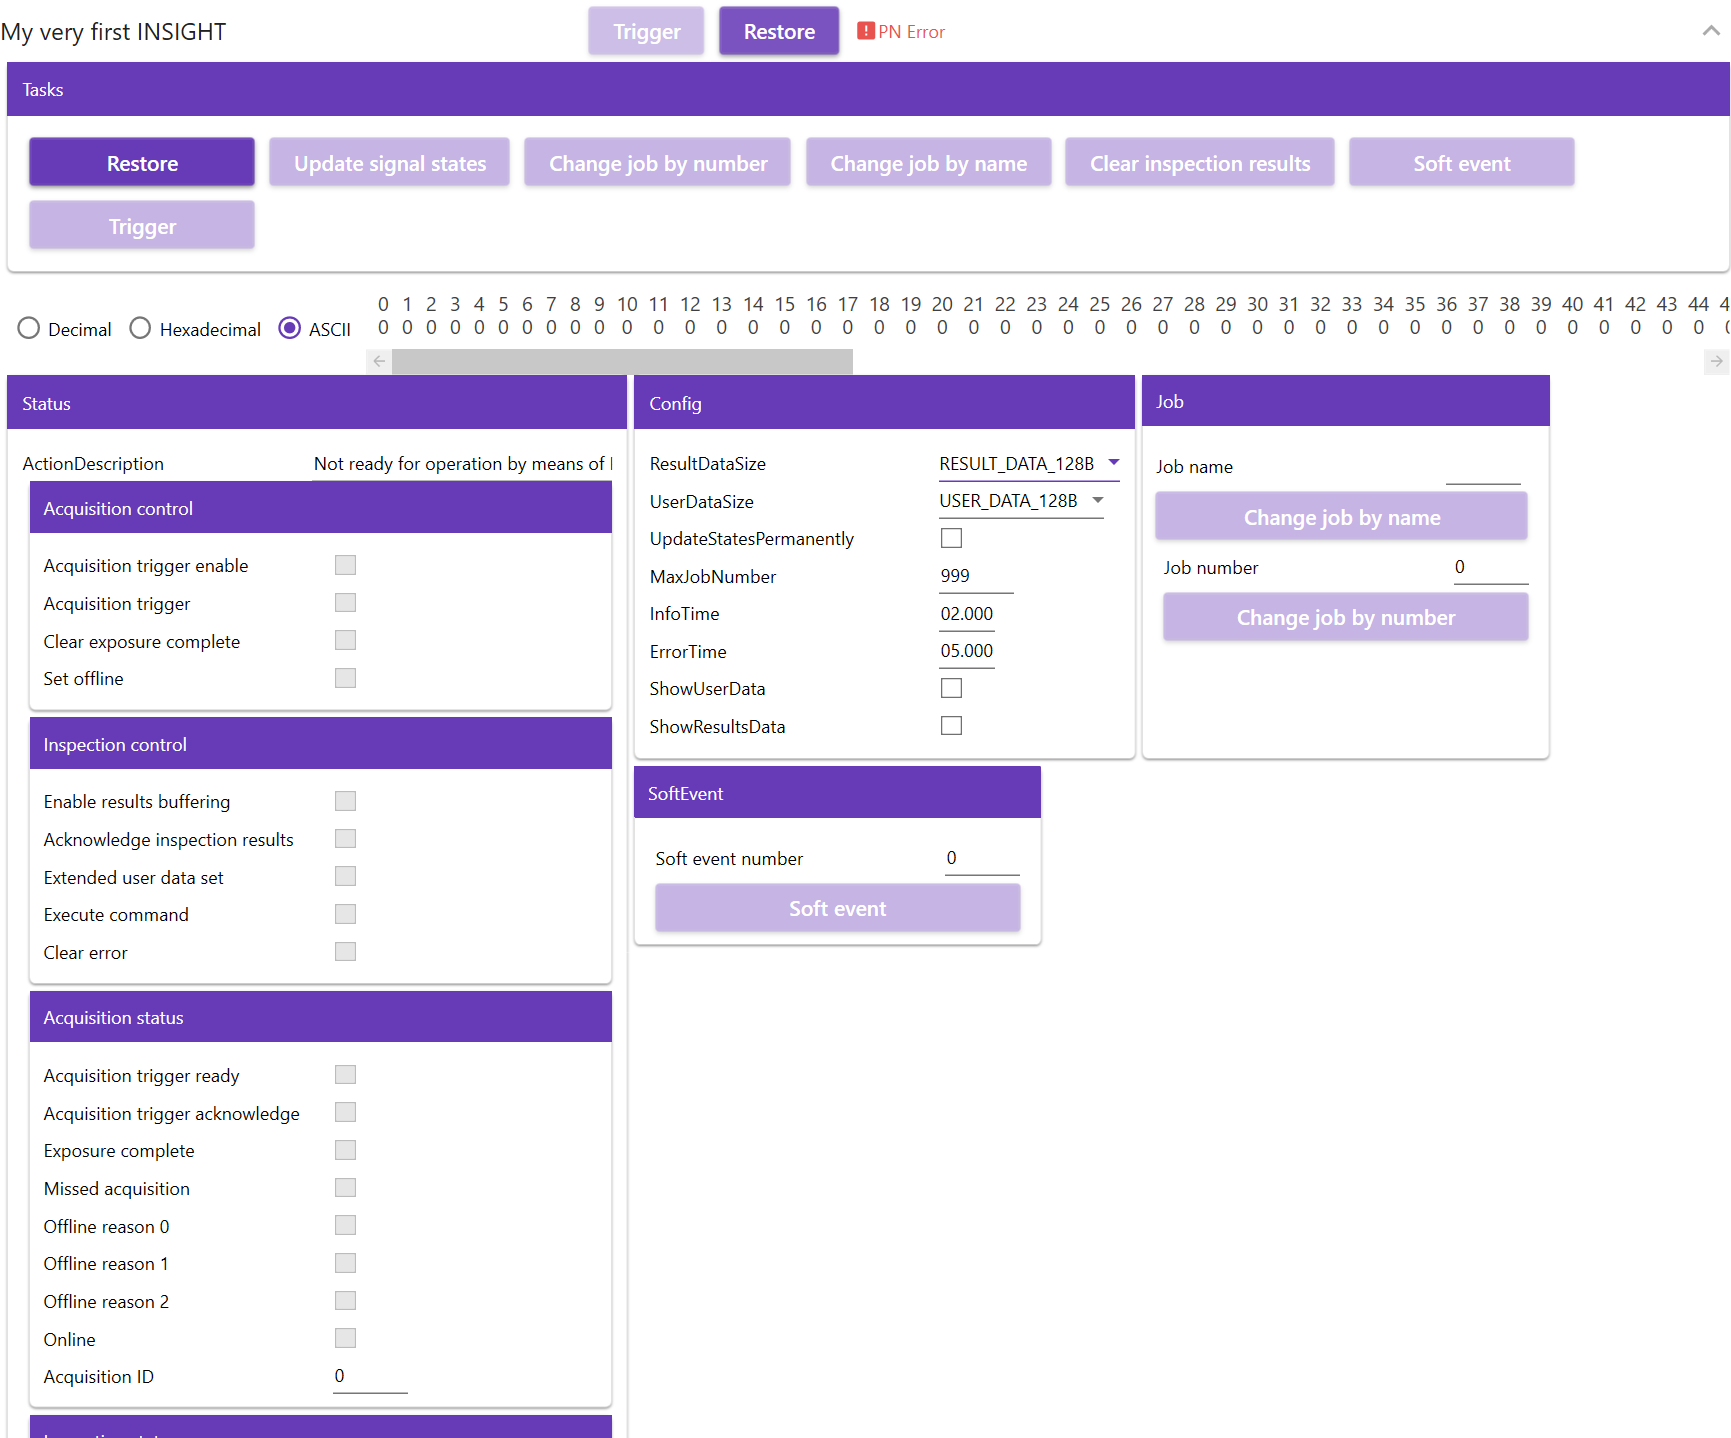 My very first INSIGHT
Trigger
Restore
PN Error
Tasks
Restore
Update signal states
Change job by number
Change job by name
Clear inspection results
Soft event
Trigger
Decimal
Hexadecimal
ASCII
0 1 2 3 4 5 6 7 8 9 10 11 12 13 14 15 16 17 18 19 20 21 22 23 24 25 26 27 28 29 30 31 32 33 34 35 36 37 38 39 40 41 42 43 44 4
0 0 0 0 0 0 0 0 0 0 0 0 0 0 0 0 0 0 0 0 0 0 0 0 0 0 0 0 0 0 0 0 0 0 0 0 0 0 0 0 0 0 0 0 0
Status
ActionDescription
Not ready for operation by means of
Acquisition control
Acquisition trigger enable
Acquisition trigger
Clear exposure complete
Set offline
Inspection control
Enable results buffering
Acknowledge inspection results
Extended user data set
Execute command
Clear error
Acquisition status
Acquisition trigger ready
Acquisition trigger acknowledge
Exposure complete
Missed acquisition
Offline reason 0
Offline reason 1
Offline reason 2
Online
Acquisition ID
0
Config
ResultDataSize
RESULT_DATA_128B
UserDataSize
USER_DATA_128B
UpdateStatesPermanently
MaxJobNumber
999
InfoTime
02.000
ErrorTime
05.000
ShowUserData
ShowResultsData
SoftEvent
Soft event number
0
Soft event
Job
Job name
Change job by name
Job number
0
Change job by number